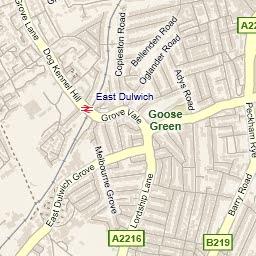 Grove Lane
Copleston Road
A22
Bellenden Road
Oglander Road
Dog Kennel Hill
Adys Road
East Dulwich
Grove Vale
Goose
Green
Peckham Rye
East Dulwich Grove
Melbourne Grove
Lordship Lane
Barry Road
A2216
B219